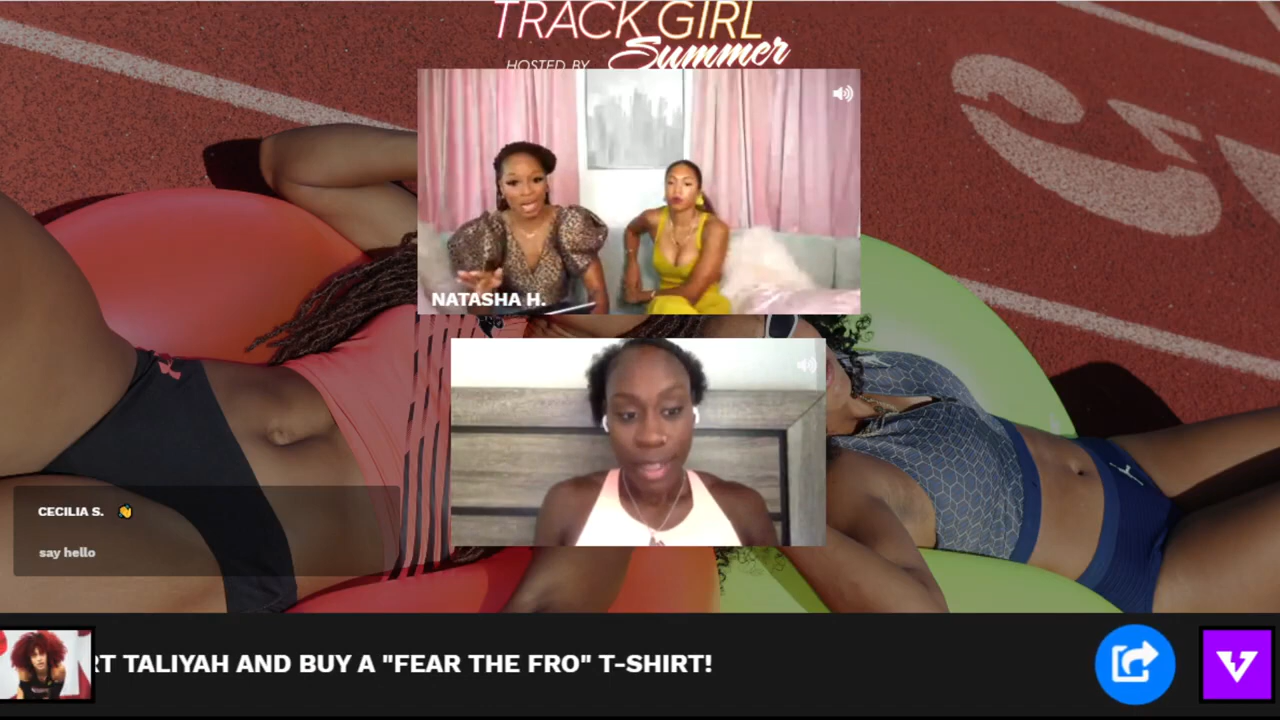 TRACK GIRL
Summer
HOSTED BY
NATASHA H.
CECILIA S.
say hello
RT TALIYAH AND BUY A "FEAR THE FRO" T-SHIRT!